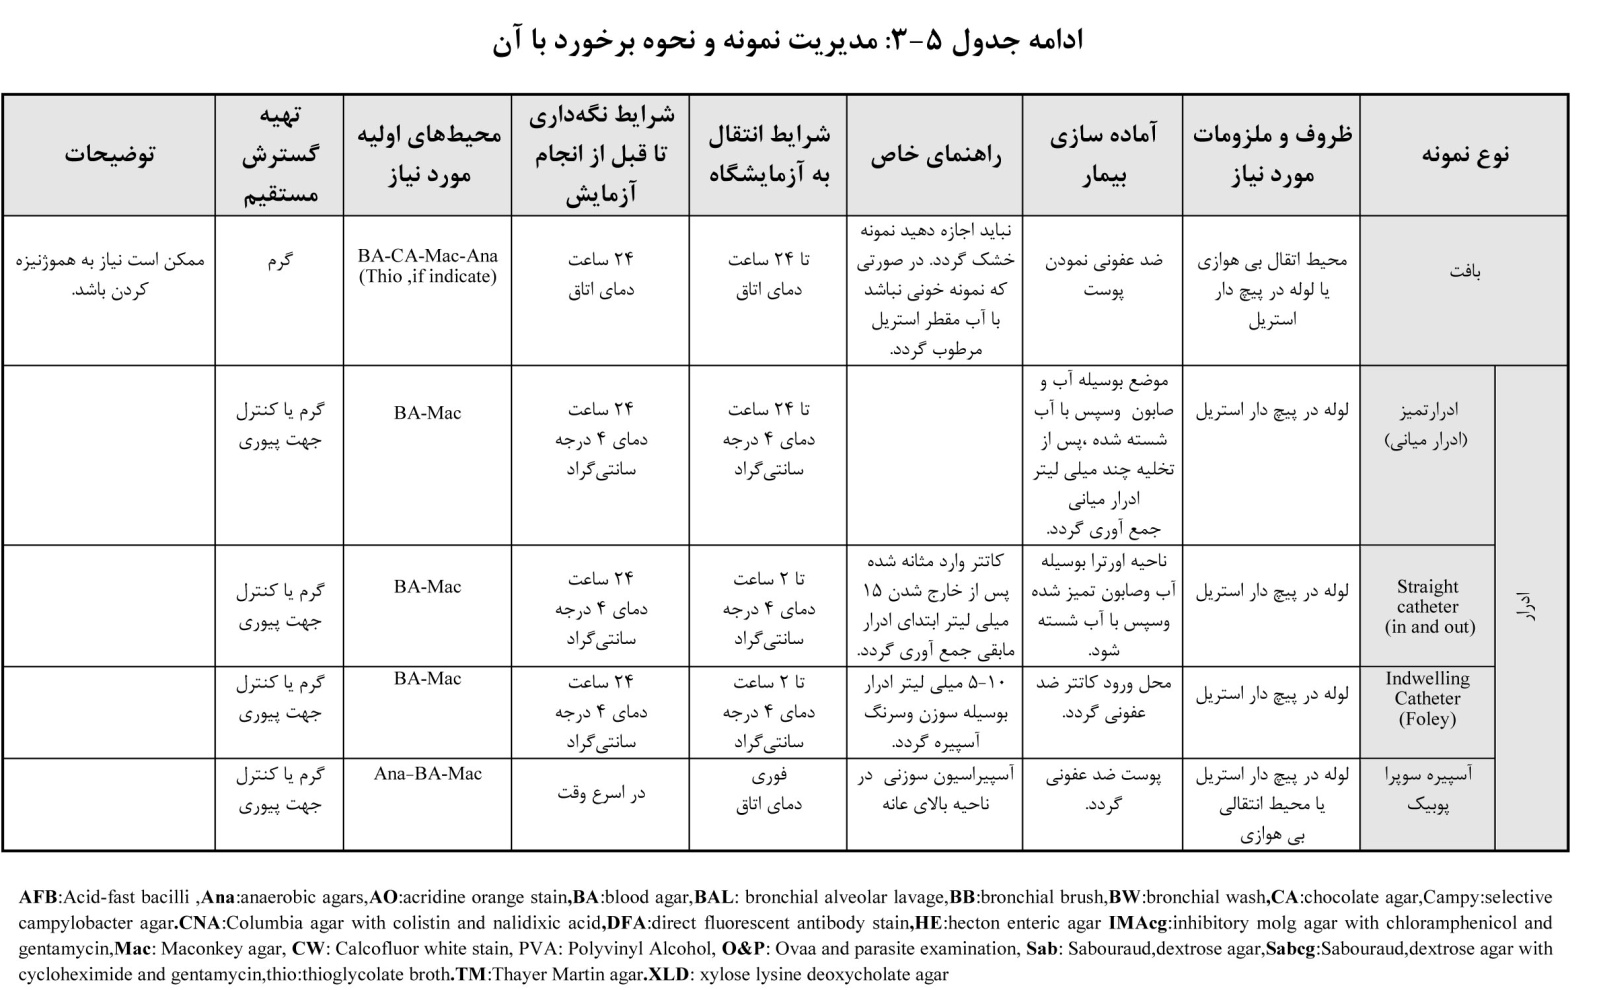 ادامه جدول ۵-۳: مدیریت نمونه و نحوه برخورد با آن
نوع نمونه
ظروف و ملزومات
مورد نیاز
آماده سازی
بیمار
راهنمای خاص
شرایط انتقال
به آزمایشگاه
شرایط نگه‌داری
تا قبل از انجام
آزمایش
محیط‌های اولیه
مورد نیاز
تهیه
گسترش
مستقیم
توضیحات
بافت
محیط اتقال بی هوازی
یا لوله در پیچ دار
استریل
ضد عفونی نمودن
پوست
نباید اجازه دهید نمونه
خشک گردد. در صورتی
که نمونه خونی نباشد
با آب مقطر استریل
مرطوب گردد.
تا ۲۴ ساعت
دمای اتاق
۲۴ ساعت
دمای اتاق
BA-CA-Mac-Ana
(Thio ,if indicate)
گرم
ممکن است نیاز به هموژنیزه
کردن باشد.
ادرار
ادرارتمیز
(ادرار میانی)
لوله در پیچ دار استریل
موضع بوسیله آب و
صابون وسپس با آب
شسته شده ،پس از
تخلیه چند میلی لیتر
ادرار میانی
جمع آوری گردد.
تا ۲۴ ساعت
دمای ۴ درجه
سانتی‌گراد
۲۴ ساعت
دمای ۴ درجه
سانتی‌گراد
BA-Mac
گرم یا کنترل
جهت پیوری
Straight
catheter
(in and out)
لوله در پیچ دار استریل
ناحیه اورترا بوسیله
آب وصابون تمیز شده
وسپس با آب شسته
شود.
کاتتر وارد مثانه شده
پس از خارج شدن ۱۵
میلی لیتر ابتدای ادرار
مابقی جمع آوری گردد.
تا ۲ ساعت
دمای ۴ درجه
سانتی‌گراد
۲۴ ساعت
دمای ۴ درجه
سانتی‌گراد
BA-Mac
گرم یا کنترل
جهت پیوری
Indwelling
Catheter
(Foley)
لوله در پیچ دار استریل
محل ورود کاتتر ضد
عفونی گردد.
۵-۱۰ میلی لیتر ادرار
بوسیله سوزن وسرنگ
آسپیره گردد.
تا ۲ ساعت
دمای ۴ درجه
سانتی‌گراد
۲۴ ساعت
دمای ۴ درجه
سانتی‌گراد
BA-Mac
گرم یا کنترل
جهت پیوری
آسپیره سوپرا
پوبیک
لوله در پیچ دار استریل
یا محیط انتقالی
بی هوازی
پوست ضد عفونی
گردد.
آسپیراسیون سوزنی در
ناحیه بالای عانه
فوری
دمای اتاق
در اسرع وقت
Ana-BA-Mac
گرم یا کنترل
جهت پیوری
AFB:Acid-fast bacilli ,Ana:anaerobic agars,AO:acridine orange stain,BA:blood agar,BAL: bronchial alveolar lavage,BB:bronchial brush,BW:bronchial wash,CA:chocolate agar,Campy:selective
campylobacter agar.CNA:Columbia agar with colistin and nalidixic acid,DFA:direct fluorescent antibody stain,HE:hecton enteric agar IMAcg:inhibitory molg agar with chloramphenicol and
gentamycin,Mac: Maconkey agar, CW: Calcofluor white stain, PVA: Polyvinyl Alcohol, O&P: Ovaa and parasite examination, Sab: Sabouraud,dextrose agar,Sabcg:Sabouraud,dextrose agar with
cycloheximide and gentamycin,thio:thioglycolate broth.TM:Thayer Martin agar.XLD: xylose lysine deoxycholate agar